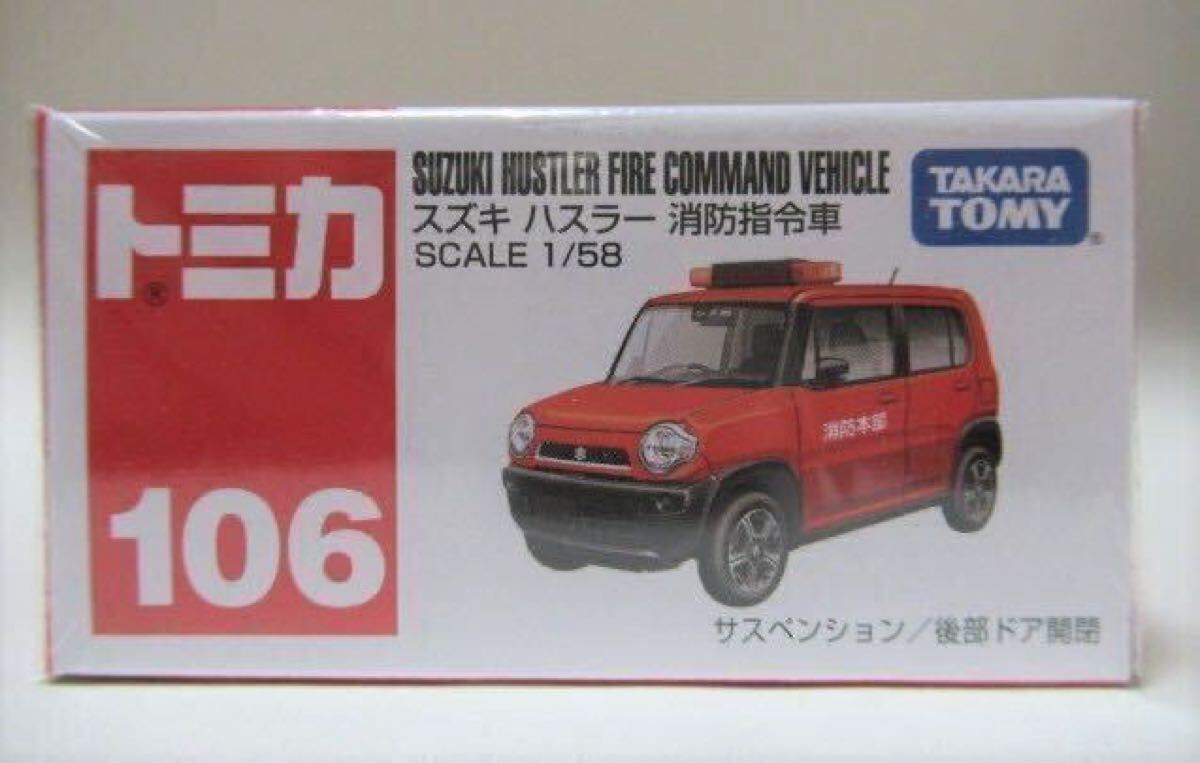 トミカ
®
106
SUZUKI HUSTLER FIRE COMMAND VEHICLE
スズキ ハスラー 消防指令車
SCALE 1/58
TAKARA
TOMY
®
消防本部
サスペンション/後部ドア開閉